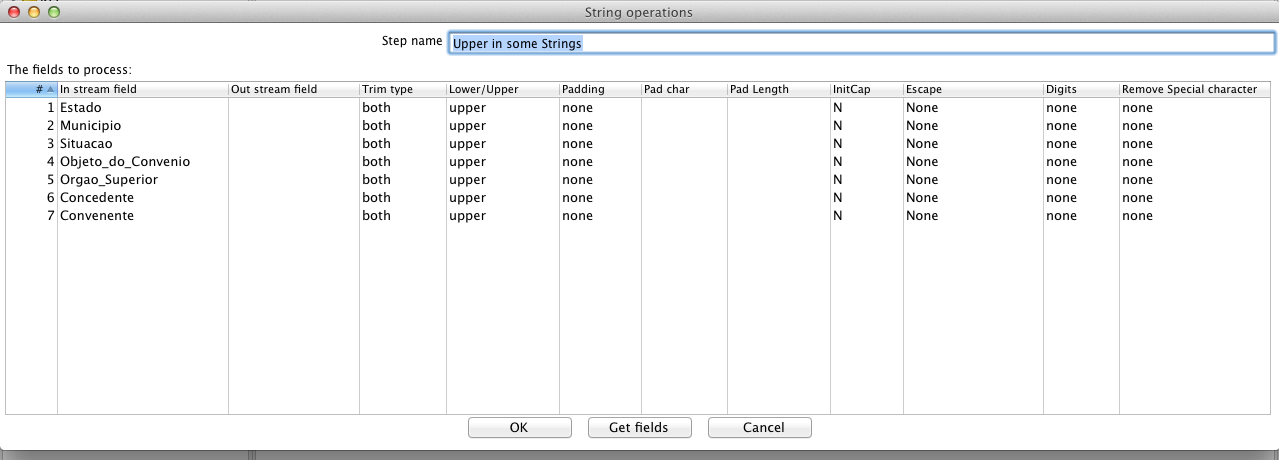 String operations
Step name Upper in some Strings
The fields to process:
# In stream field Out stream field Trim type Lower/Upper Padding Pad char Pad Length InitCap Escape Digits Remove Special character
1 Estado both upper none N None none none
2 Municipio both upper none N None none none
3 Situacao both upper none N None none none
4 Objeto_do_Convenio both upper none N None none none
5 Orgao_Superior both upper none N None none none
6 Concedente both upper none N None none none
7 Convenente both upper none N None none none
OK Get fields Cancel